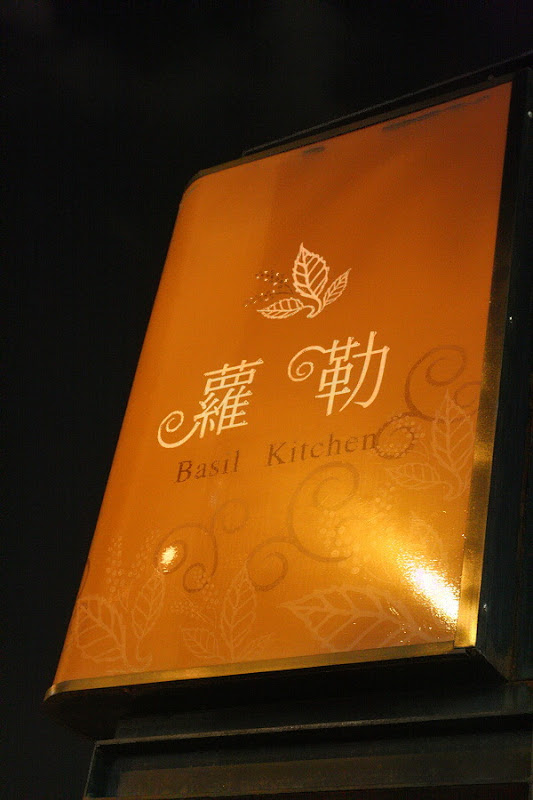 蘿勒
Basil Kitchen